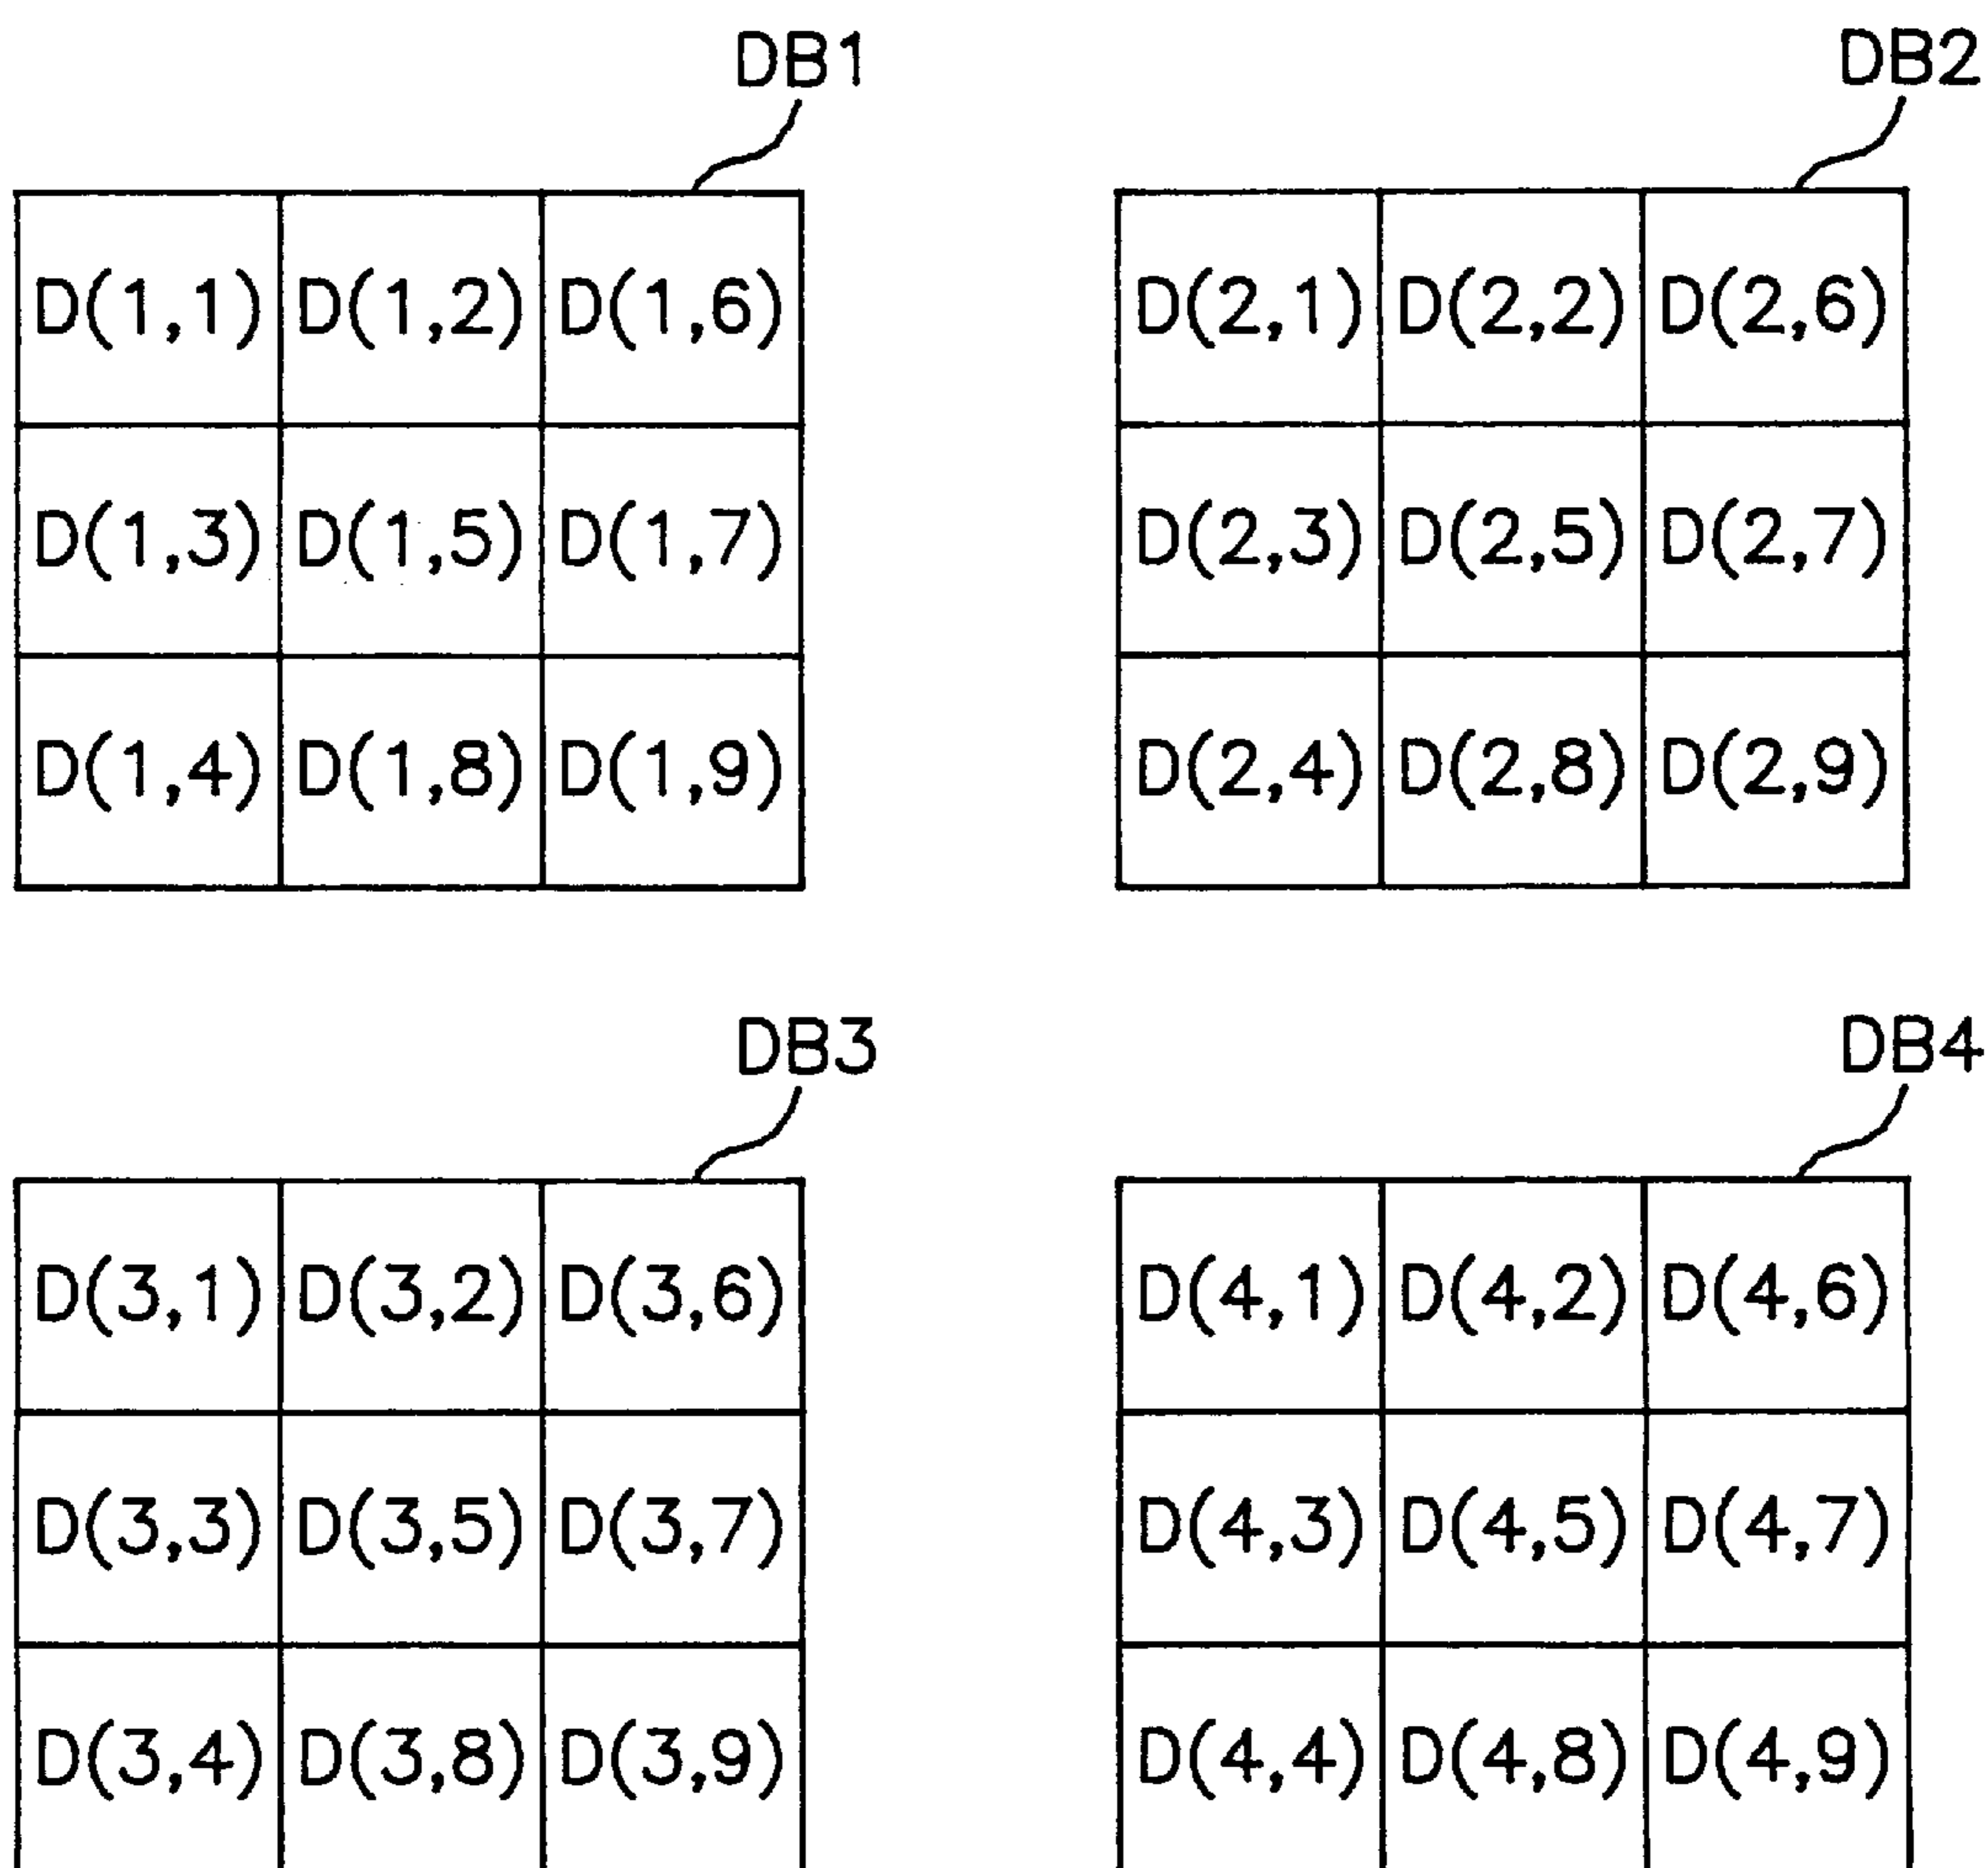 DB1
D(1,1) D(1,2) D(1,6)
D(1,3) D(1,5) D(1,7)
D(1,4) D(1,8) D(1,9)
DB2
D(2,1) D(2,2) D(2,6)
D(2,3) D(2,5) D(2,7)
D(2,4) D(2,8) D(2,9)
DB3
D(3,1) D(3,2) D(3,6)
D(3,3) D(3,5) D(3,7)
D(3,4) D(3,8) D(3,9)
DB4
D(4,1) D(4,2) D(4,6)
D(4,3) D(4,5) D(4,7)
D(4,4) D(4,8) D(4,9)